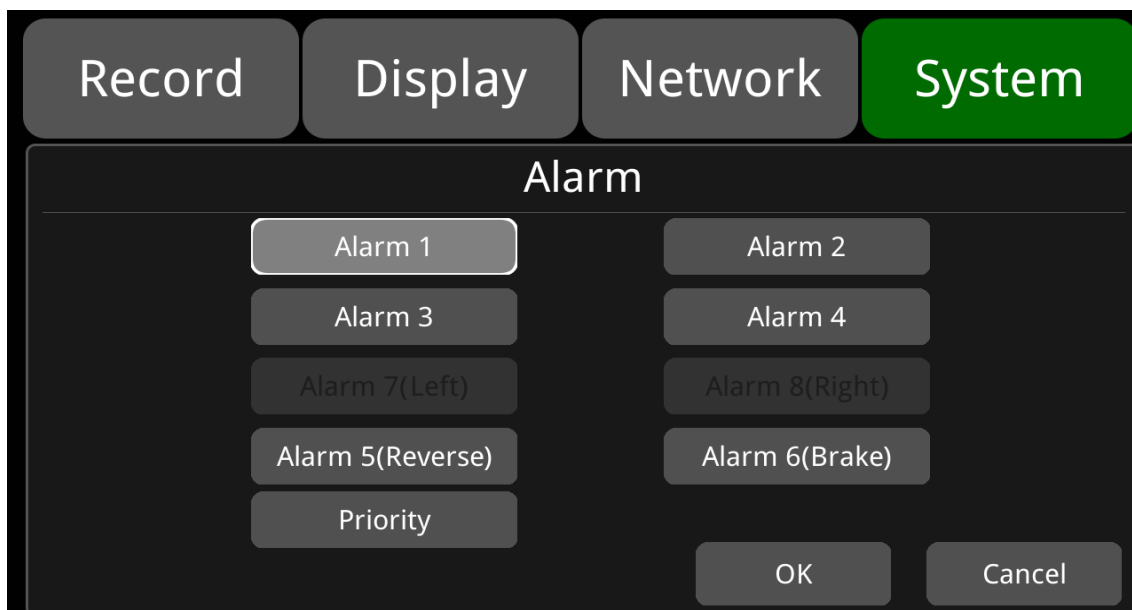 Record Display Network System
Alarm
Alarm 1 Alarm 2
Alarm 3 Alarm 4
Alarm 7(Left) Alarm 8(Right)
Alarm 5(Reverse) Alarm 6(Brake)
Priority
OK Cancel